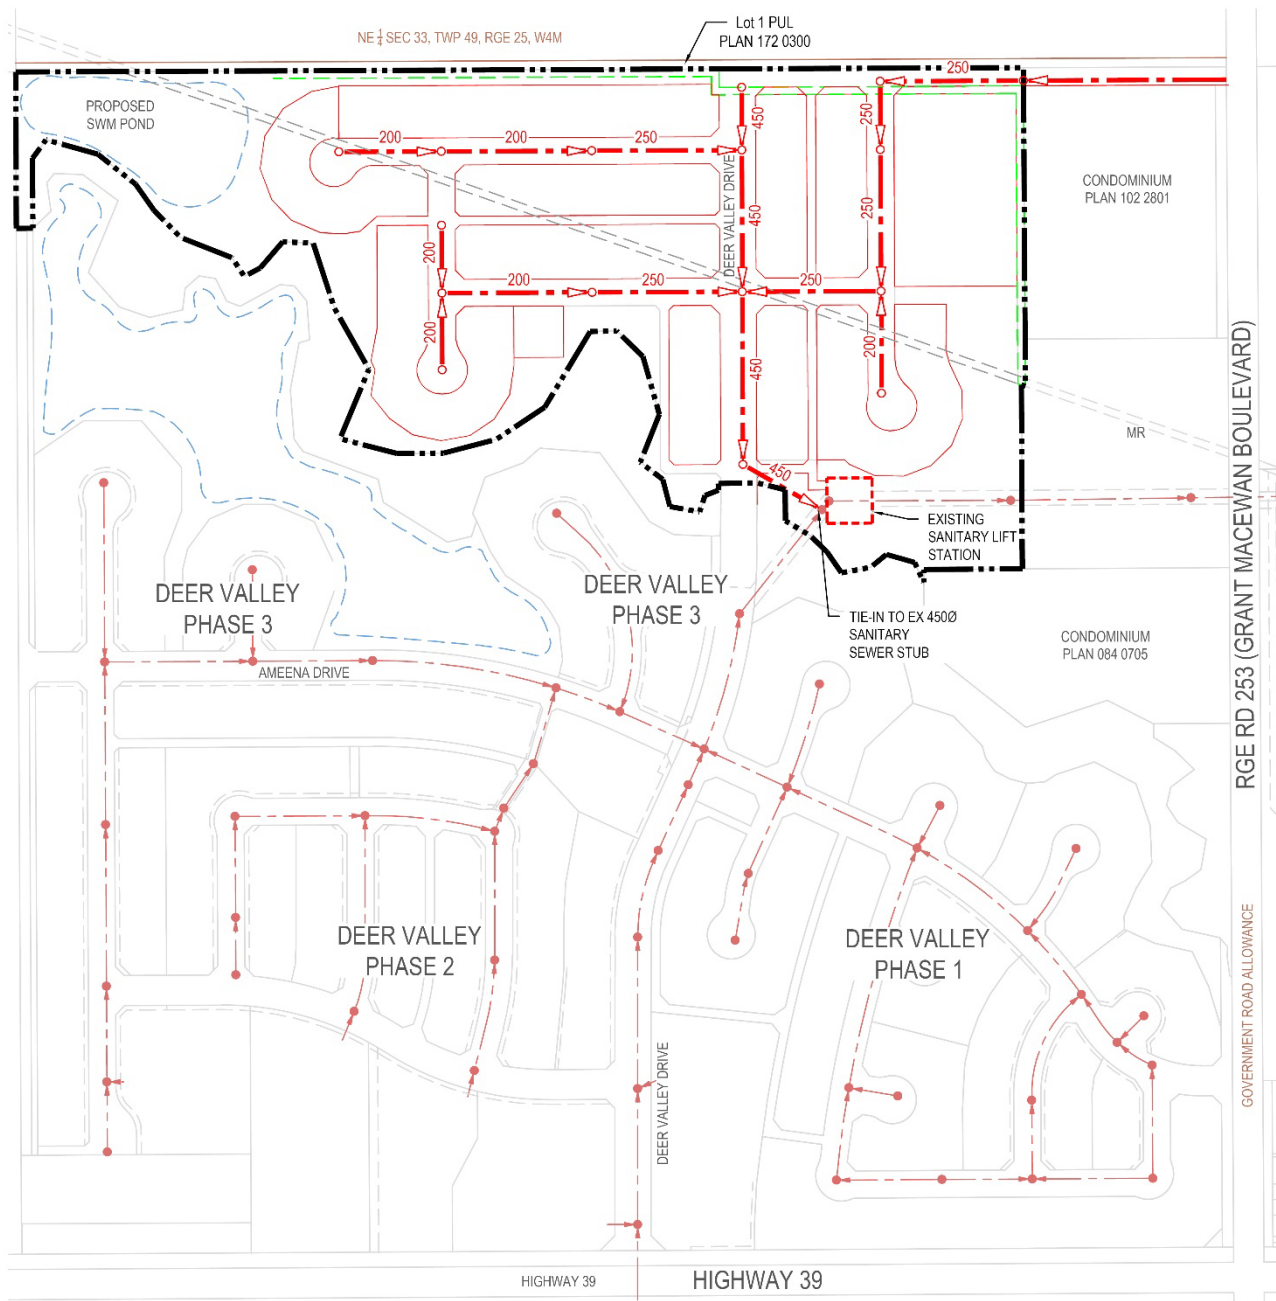 Lot 1 PUL
PLAN 172 0300
NE 1/4 SEC 33, TWP 49, RGE 25, W4M
250
PROPOSED
SWM POND
450
250
200
200
250
DEER VALLEY DRIVE
CONDOMINIUM
PLAN 102 2801
450
250
200
200
250
250
200
450
200
RGE RD 253 (GRANT MACEWAN BOULEVARD)
MR
450
EXISTING
SANITARY LIFT
STATION
DEER VALLEY
PHASE 3
DEER VALLEY
PHASE 3
TIE-IN TO EX 450Ø
SANITARY
SEWER STUB
CONDOMINIUM
PLAN 084 0705
AMEENA DRIVE
DEER VALLEY
PHASE 2
DEER VALLEY
PHASE 1
GOVERNMENT ROAD ALLOWANCE
DEER VALLEY DRIVE
HIGHWAY 39
HIGHWAY 39